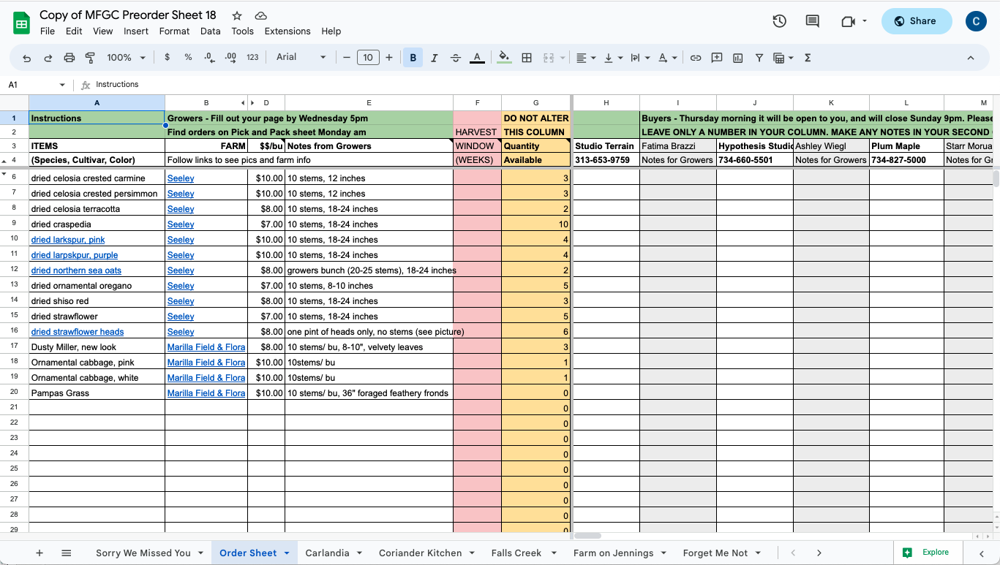 Copy of MFGC Preorder Sheet 18
File Edit View Insert Format Data Tools Extensions Help
Share
C
100% $ % .0 .00 123 Arial 10 B I S A Σ
A1 fx Instructions
A B D E F G H I J K L M
1 Instructions Growers - Fill out your page by Wednesday 5pm DO NOT ALTER Buyers - Thursday morning it will be open to you, and will close Sunday 9pm. Please
2 Find orders on Pick and Pack sheet Monday am HARVEST THIS COLUMN LEAVE ONLY A NUMBER IN YOUR COLUMN. MAKE ANY NOTES IN YOUR SECOND
3 ITEMS FARM $$/bu Notes from Growers WINDOW Quantity Studio Terrain Fatima Brazzi Hypothesis Studio Ashley Wiegl Plum Maple Starr Morua
4 (Species, Cultivar, Color) Follow links to see pics and farm info (WEEKS) Available 313-653-9759 Notes for Growers 734-660-5501 Notes for Growers 734-827-5000 Notes for Gr
6 dried celosia crested carmine Seeley $10.00 10 stems, 12 inches 3
7 dried celosia crested persimmon Seeley $10.00 10 stems, 12 inches 3
8 dried celosia terracotta Seeley $8.00 10 stems, 18-24 inches 2
9 dried craspedia Seeley $7.00 10 stems, 18-24 inches 10
10 dried larkspur, pink Seeley $10.00 10 stems, 18-24 inches 4
11 dried larpskpur, purple Seeley $10.00 10 stems, 18-24 inches 4
12 dried northern sea oats Seeley $8.00 growers bunch (20-25 stems), 18-24 inches 2
13 dried ornamental oregano Seeley $7.00 10 stems, 8-10 inches 5
14 dried shiso red Seeley $8.00 10 stems, 18-24 inches 3
15 dried strawflower Seeley $7.00 10 stems, 18-24 inches 5
16 dried strawflower heads Seeley $8.00 one pint of heads only, no stems (see picture) 6
17 Dusty Miller, new look Marilla Field & Flora $8.00 10 stems/ bu, 8-10", velvety leaves 3
18 Ornamental cabbage, pink Marilla Field & Flora $10.00 10stems/ bu 1
19 Ornamental cabbage, white Marilla Field & Flora $10.00 10stems/ bu 1
20 Pampas Grass Marilla Field & Flora $10.00 10 stems/ bu, 36" foraged feathery fronds 0
21 0
22 0
23 0
24 0
25 0
26 0
27 0
28 0
29 0
+ Sorry We Missed You Order Sheet Carlandia Coriander Kitchen Falls Creek Farm on Jennings Forget Me Not Explore